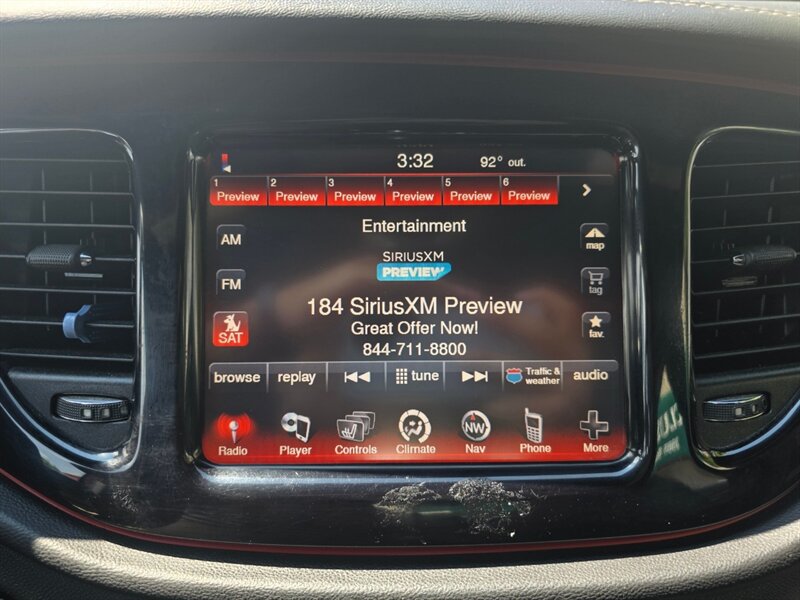 3:32 92° out.
1 2 3 4 5 6
Preview Preview Preview Preview Preview Preview
Entertainment
AM
SIRIUSXM
map
PREVIEW
FM
tag
184 SiriusXM Preview
Great Offer Now!
SAT
fav.
844-711-8800
browse replay tune Traffic & weather audio
NW
Radio Player Controls Climate Nav Phone More